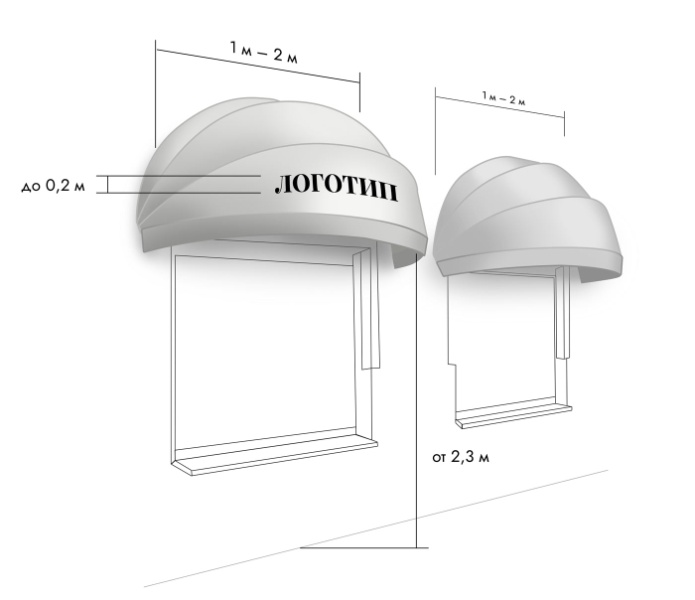 1 м – 2 м
1 м – 2 м
до 0,2 м
ЛОГОТИП
от 2,3 м